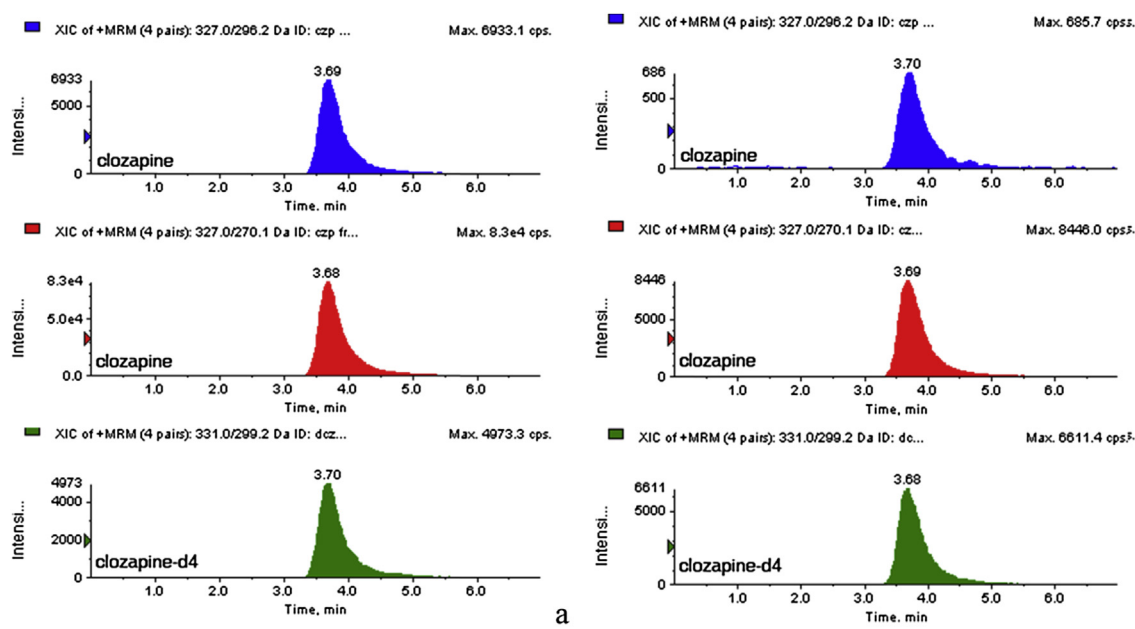 XIC of +MRM (4 pairs): 327.0/296.2 Da ID: czp ... Max. 6933.1 cps.
3.69
6933
5000
0
Intensi...
clozapine
1.0 2.0 3.0 4.0 5.0 6.0
Time, min
XIC of +MRM (4 pairs): 327.0/270.1 Da ID: czp fr... Max. 8.3e4 cps.
3.68
8.3e4
5.0e4
0.0
Intensi...
clozapine
1.0 2.0 3.0 4.0 5.0 6.0
Time, min
XIC of +MRM (4 pairs): 331.0/299.2 Da ID: dcz... Max. 4973.3 cps.
3.70
4973
4000
2000
0
Intensi...
clozapine-d4
1.0 2.0 3.0 4.0 5.0 6.0
Time, min
XIC of +MRM (4 pairs): 327.0/296.2 Da ID: czp ... Max. 685.7 cps.
3.70
686
500
0
Intensi...
clozapine
1.0 2.0 3.0 4.0 5.0 6.0
Time, min
XIC of +MRM (4 pairs): 327.0/270.1 Da ID: cz... Max. 8446.0 cps.
3.69
8446
5000
0
Intensi...
clozapine
1.0 2.0 3.0 4.0 5.0 6.0
Time, min
XIC of +MRM (4 pairs): 331.0/299.2 Da ID: dc... Max. 6611.4 cps.
3.68
6611
5000
0
Intensi...
clozapine-d4
1.0 2.0 3.0 4.0 5.0 6.0
Time, min
a